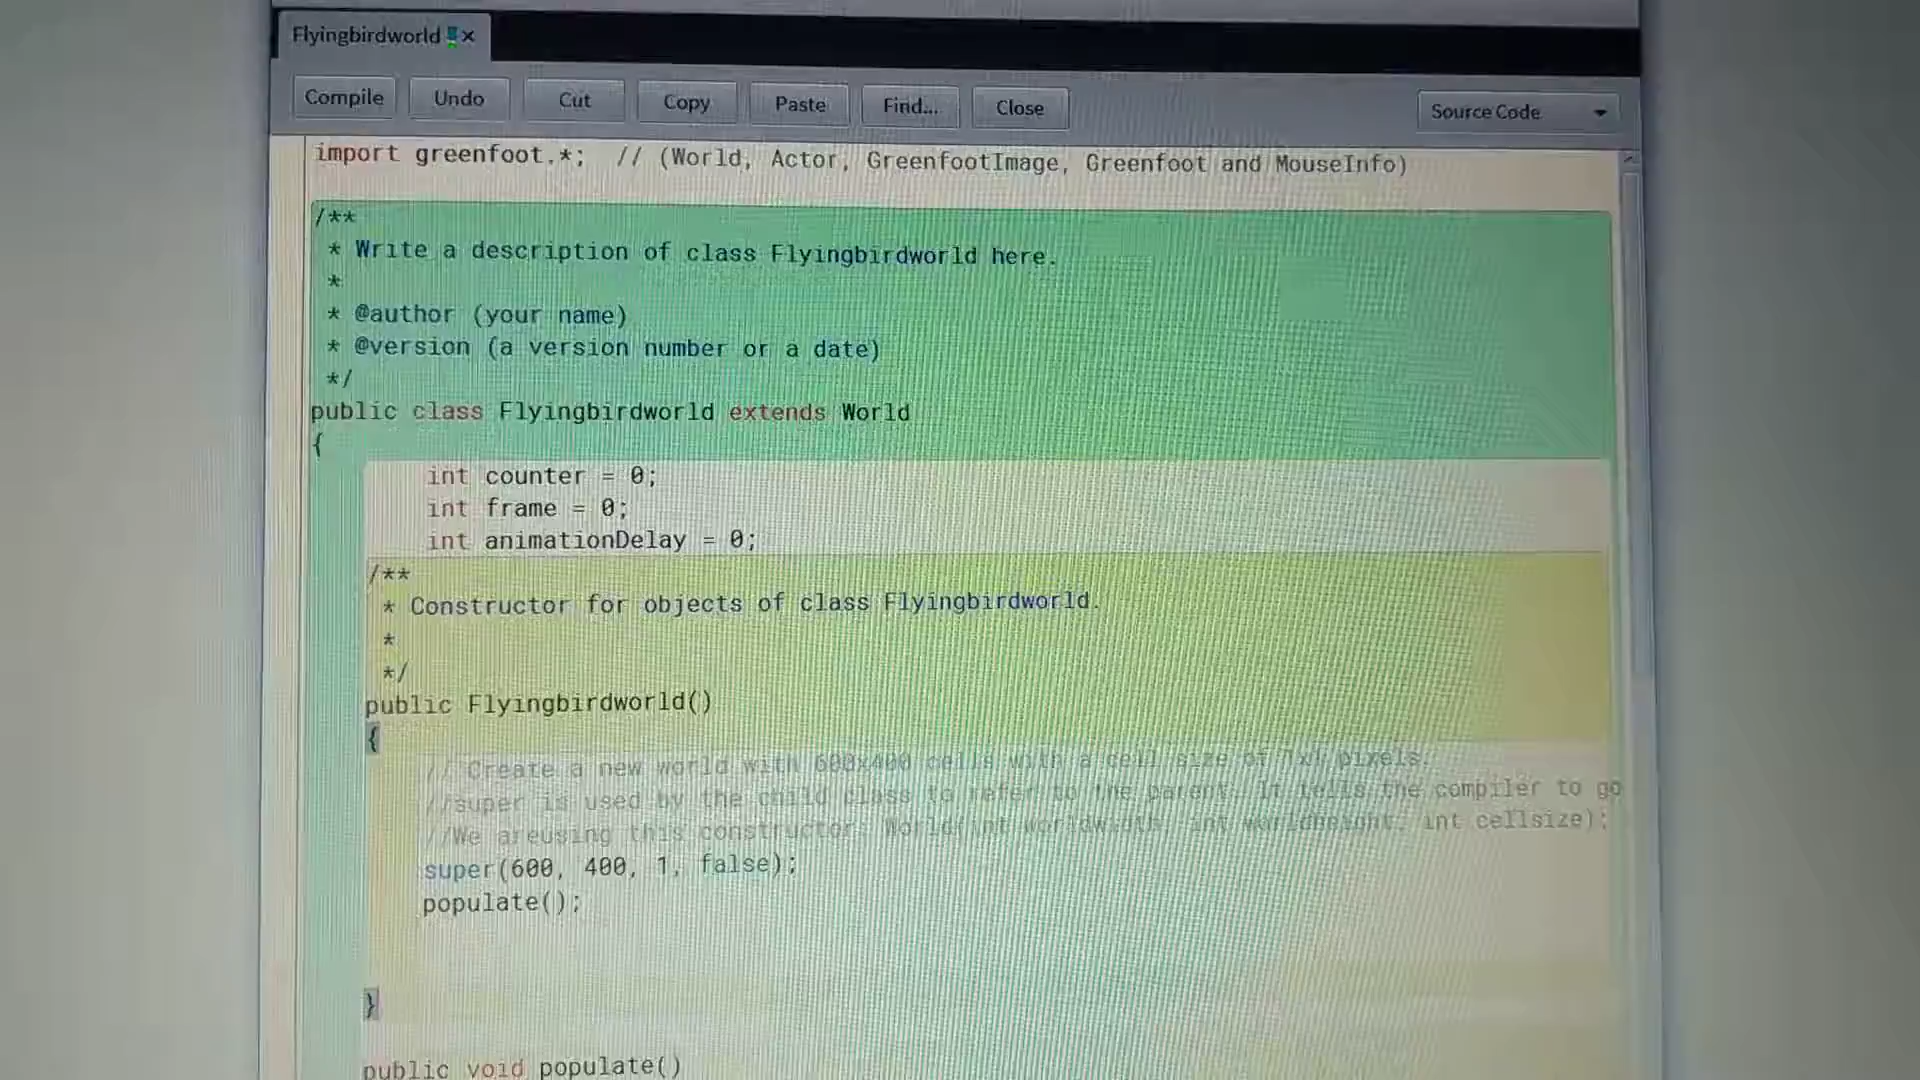 Flyingbirdworld ×
Compile Undo Cut Copy Paste Find... Close Source Code
import greenfoot.*;  // (World, Actor, GreenfootImage, Greenfoot and MouseInfo)
/**
 * Write a description of class Flyingbirdworld here.
 *
 * @author (your name)
 * @version (a version number or a date)
 */
public class Flyingbirdworld extends World
{
int counter = 0;
int frame = 0;
int animationDelay = 0;
/**
 * Constructor for objects of class Flyingbirdworld.
 *
 */
public Flyingbirdworld()
{
// Create a new world with 600x400 cells with a cell size of 1x1 pixels.
//super is used by the child class to refer to the parent. It tells the compiler to go
//We areusing this constructor: World(int worldwidth, int worldheight, int cellsize);
super(600, 400, 1, false);
populate();
}
public void populate()